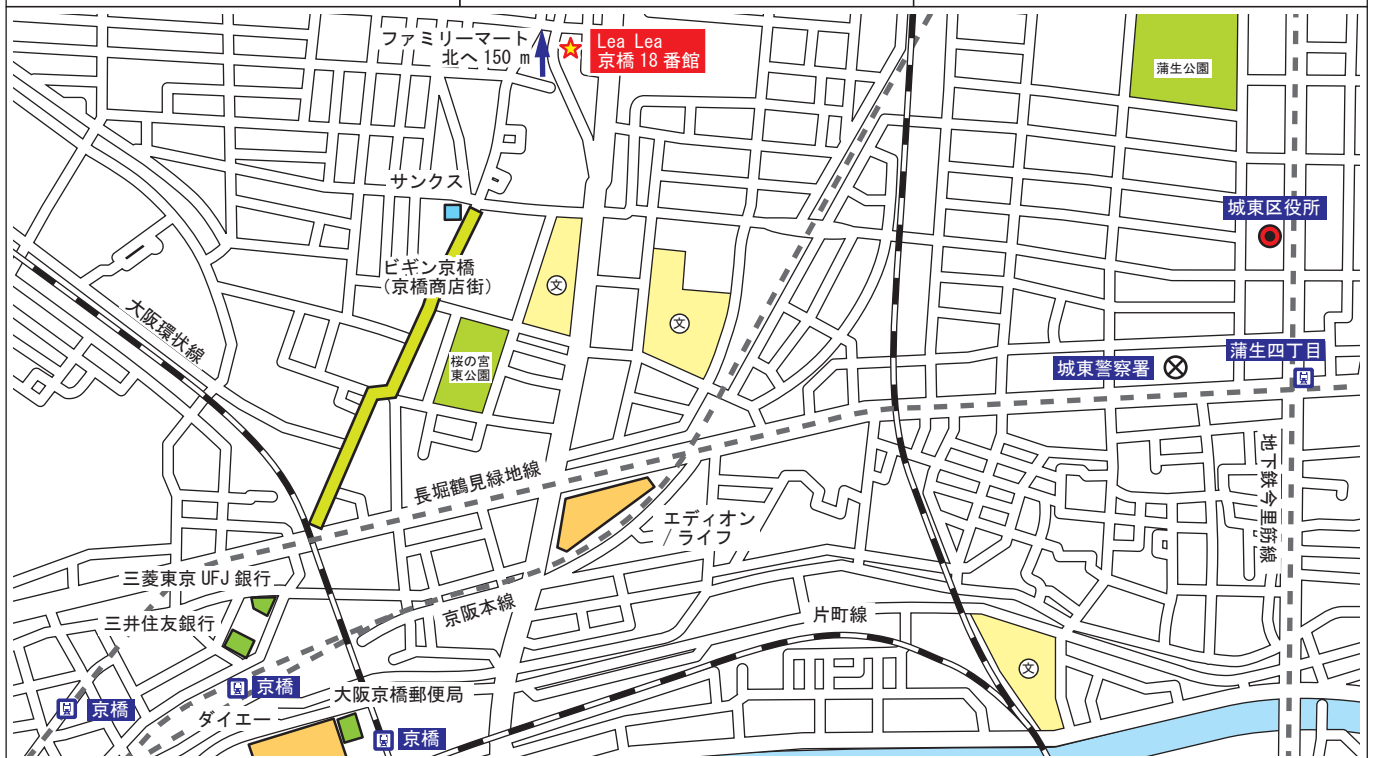 ファミリーマート
北へ 150 m
Lea Lea
京橋 18 番館
蒲生公園
サンクス
城東区役所
ビギン京橋
（京橋商店街）
文
文
大阪環状線
桜の宮
東公園
蒲生四丁目
城東警察署
長堀鶴見緑地線
地下鉄今里筋線
エディオン
/ ライフ
三菱東京 UFJ 銀行
京阪本線
三井住友銀行
片町線
文
京橋
大阪京橋郵便局
京橋
ダイエー
京橋